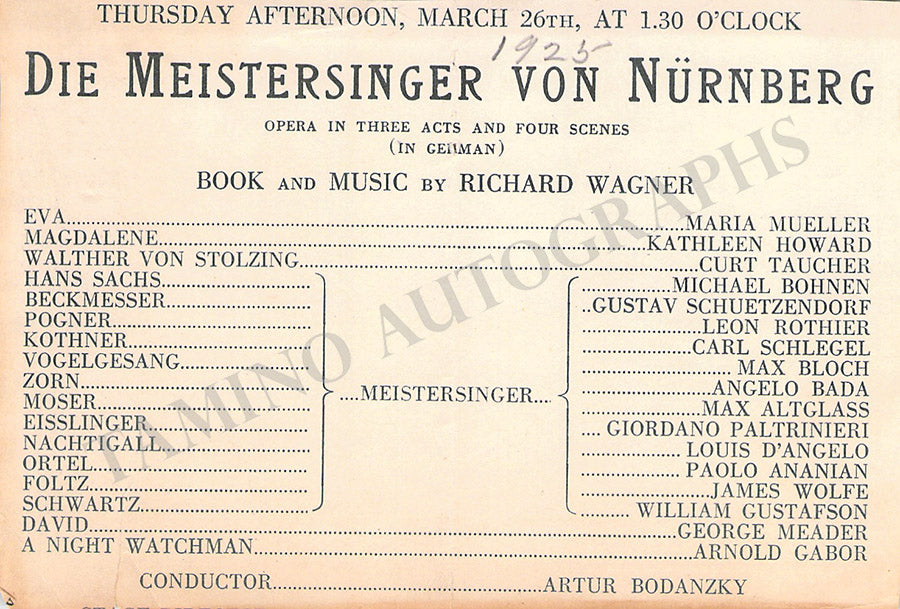 THURSDAY AFTERNOON, MARCH 26TH, AT 1.30 O'CLOCK
1925
DIE MEISTERSINGER VON NÜRNBERG
OPERA IN THREE ACTS AND FOUR SCENES
(IN GERMAN)
BOOK AND MUSIC BY RICHARD WAGNER
EVA..........MARIA MUELLER
MAGDALENE..........KATHLEEN HOWARD
WALTHER VON STOLZING..........CURT TAUCHER
HANS SACHS..........MICHAEL BOHNEN
BECKMESSER..........GUSTAV SCHUETZENDORF
POGNER..........LEON ROTHIER
KOTHNER..........CARL SCHLEGEL
VOGELGESANG..........MAX BLOCH
ZORN..........ANGELO BADA
....MEISTERSINGER....
MOSER..........MAX ALTGLASS
EISSLINGER..........GIORDANO PALTRINIERI
NACHTIGALL..........LOUIS D'ANGELO
ORTEL..........PAOLO ANANIAN
FOLTZ..........JAMES WOLFE
SCHWARTZ..........WILLIAM GUSTAFSON
DAVID..........GEORGE MEADER
A NIGHT WATCHMAN..........ARNOLD GABOR
CONDUCTOR..........ARTUR BODANZKY
TAMINO AUTOGRAPHS